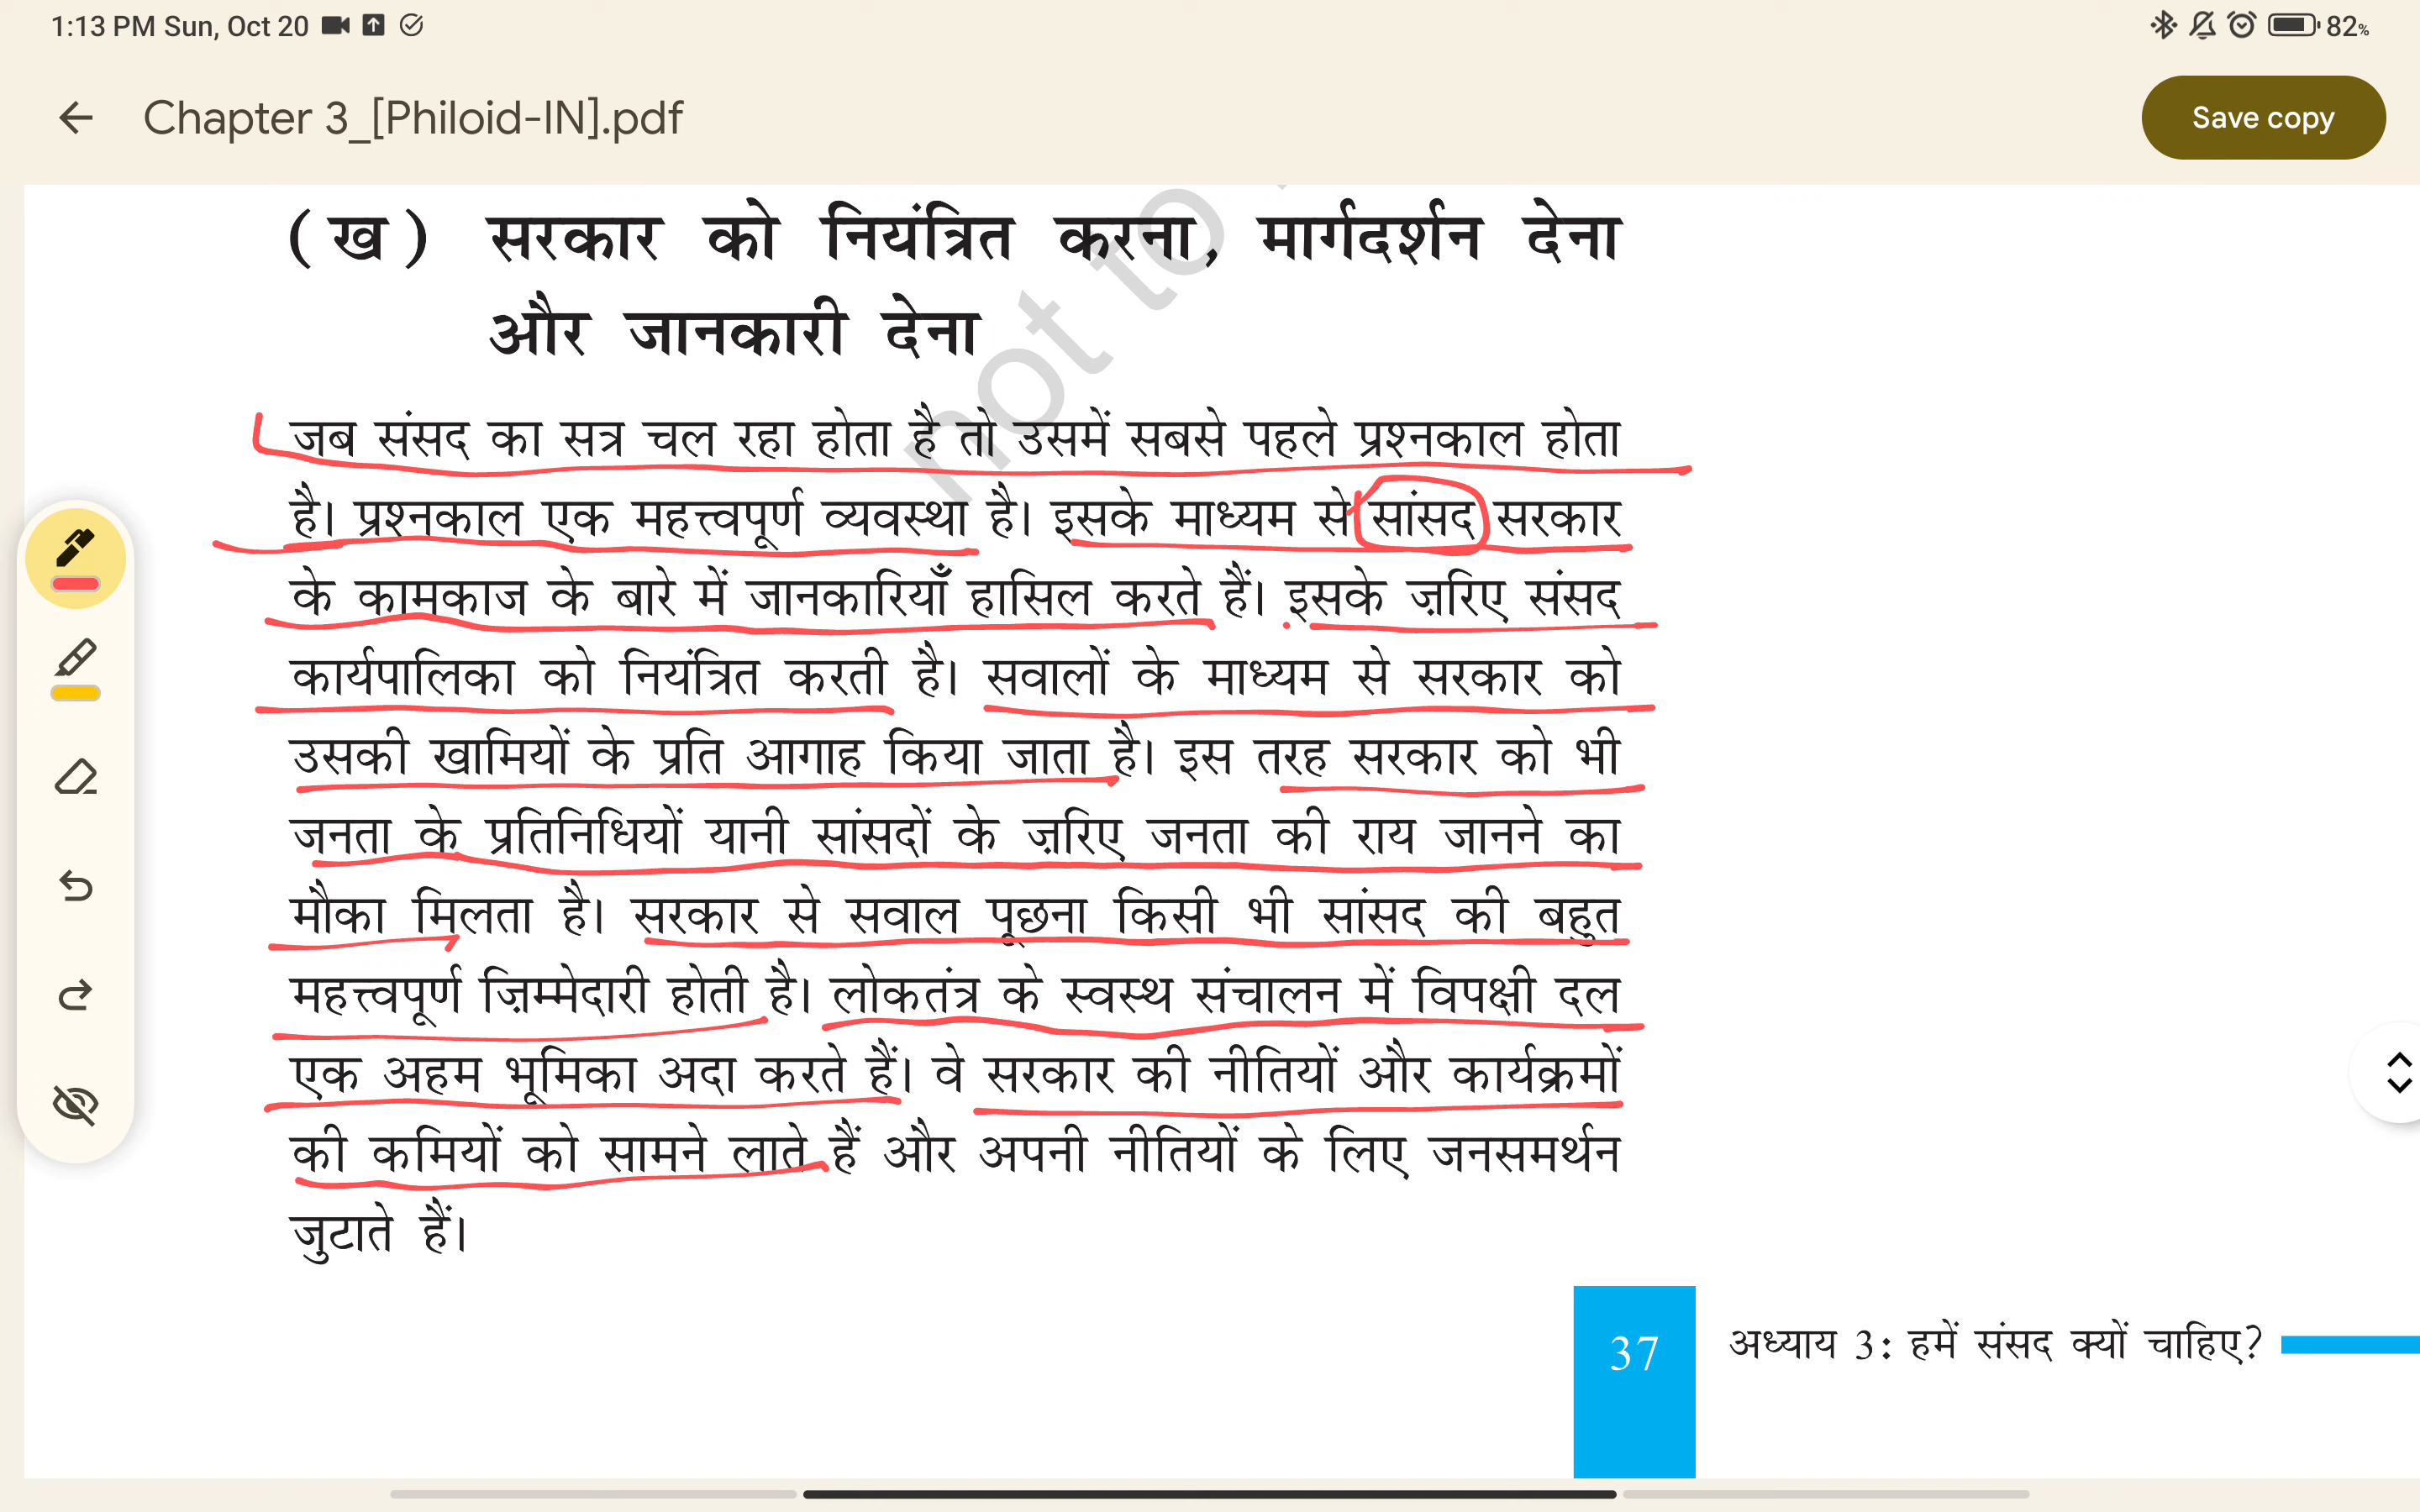 1:13 PM Sun, Oct 20
82%
Chapter 3_[Philoid-IN].pdf
Save copy
not to
(ख) सरकार को नियंत्रित करना, मार्गदर्शन देना
और जानकारी देना
जब संसद का सत्र चल रहा होता है तो उसमें सबसे पहले प्रश्नकाल होता
है। प्रश्नकाल एक महत्त्वपूर्ण व्यवस्था है। इसके माध्यम से सांसद सरकार
के कामकाज के बारे में जानकारियाँ हासिल करते हैं। इसके ज़रिए संसद
कार्यपालिका को नियंत्रित करती है। सवालों के माध्यम से सरकार को
उसकी खामियों के प्रति आगाह किया जाता है। इस तरह सरकार को भी
जनता के प्रतिनिधियों यानी सांसदों के ज़रिए जनता की राय जानने का
मौका मिलता है। सरकार से सवाल पूछना किसी भी सांसद की बहुत
महत्त्वपूर्ण ज़िम्मेदारी होती है। लोकतंत्र के स्वस्थ संचालन में विपक्षी दल
एक अहम भूमिका अदा करते हैं। वे सरकार की नीतियों और कार्यक्रमों
की कमियों को सामने लाते हैं और अपनी नीतियों के लिए जनसमर्थन
जुटाते हैं।
37
अध्याय 3: हमें संसद क्यों चाहिए?